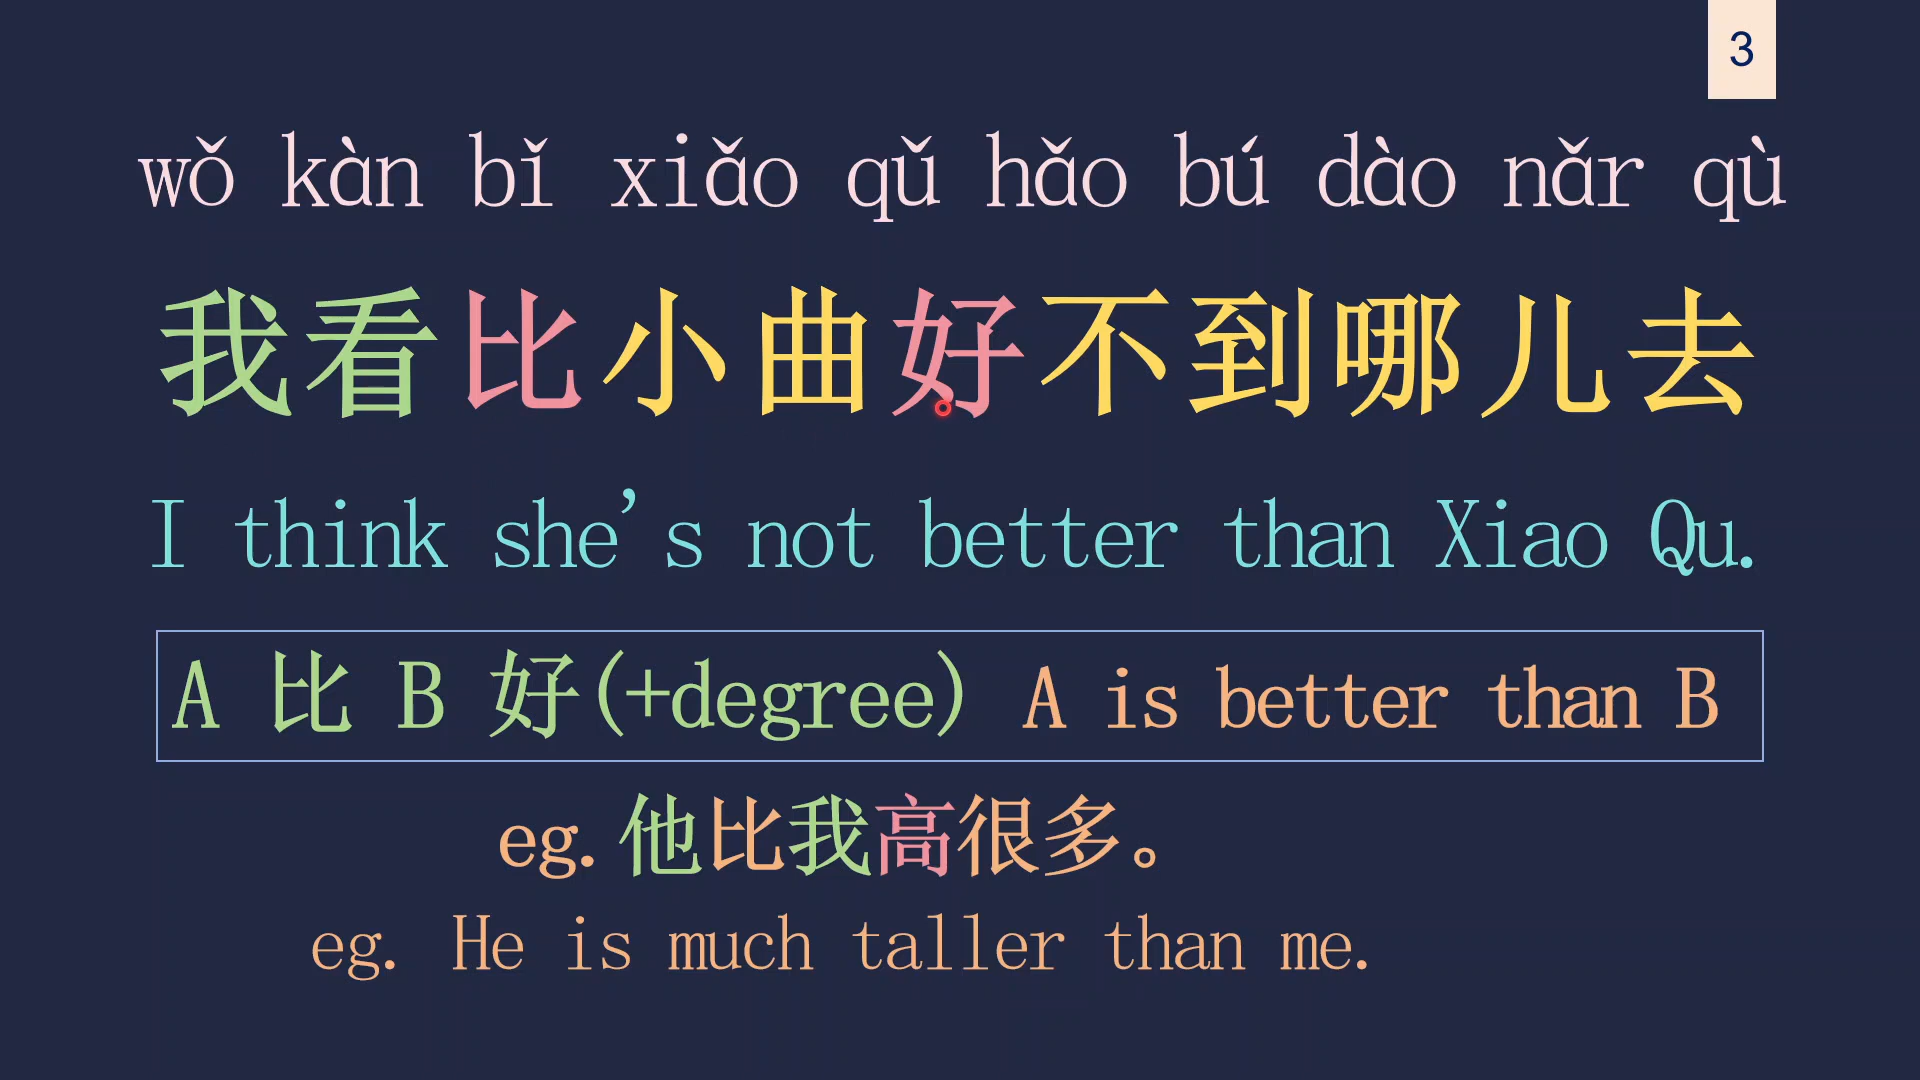 3
wǒ kàn bǐ xiǎo qǔ hǎo bú dào nǎr qù
我看比小曲好不到哪儿去
I think she's not better than Xiao Qu.
A 比 B 好(+degree) A is better than B
eg.他比我高很多。
eg. He is much taller than me.